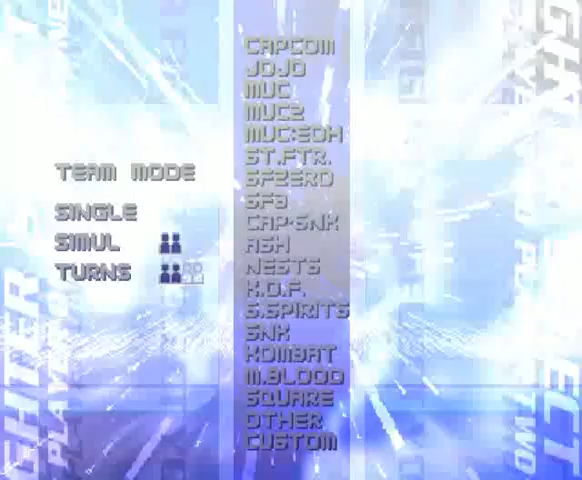 TEAM MODE
SINGLE
SIMUL
TURNS
CAPCOM
JOJO
MVC
MVC2
MVC:EOH
ST.FTR.
SFZERO
SF3
CAP·SNK
ASH
NESTS
K.O.F.
S.SPIRITS
SNK
KOMBAT
M.BLOOD
SQUARE
OTHER
CUSTOM